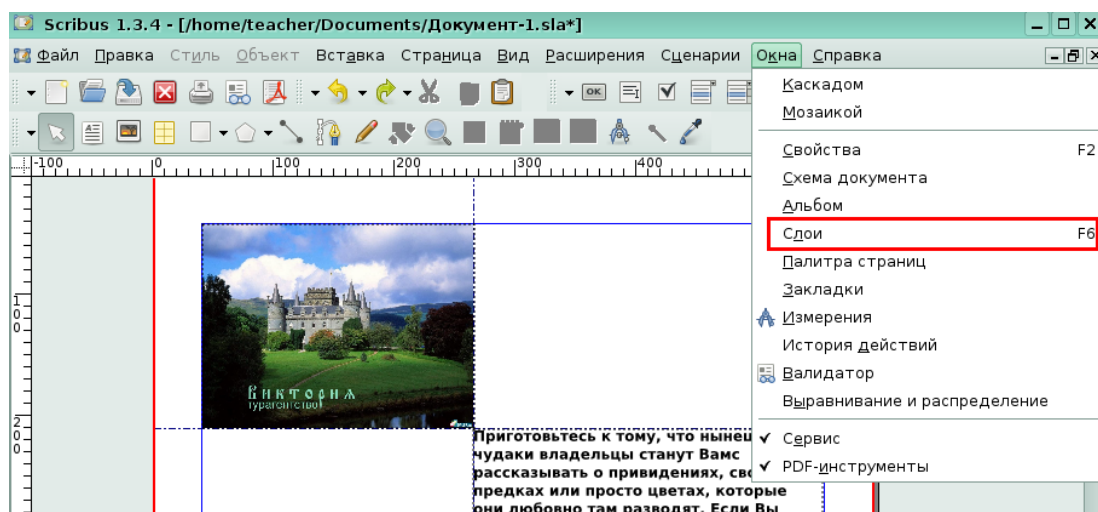 Scribus 1.3.4 - [/home/teacher/Documents/Документ-1.sla*]
Файл Правка Стиль Объект Вставка Страница Вид Расширения Сценарии Окна Справка
OK
-100 0 100 200 300 400
Каскадом
Мозаикой
Свойства F2
Схема документа
Альбом
Слои F6
Палитра страниц
Закладки
Измерения
История действий
Валидатор
Выравнивание и распределение
✓ Сервис
✓ PDF-инструменты
100
200
Виктория
турагентство
Приготовьтесь к тому, что нынеш
чудаки владельцы станут Вамс
рассказывать о привидениях, сво
предках или просто цветах, которые
они любовно там разводят. Если Вы